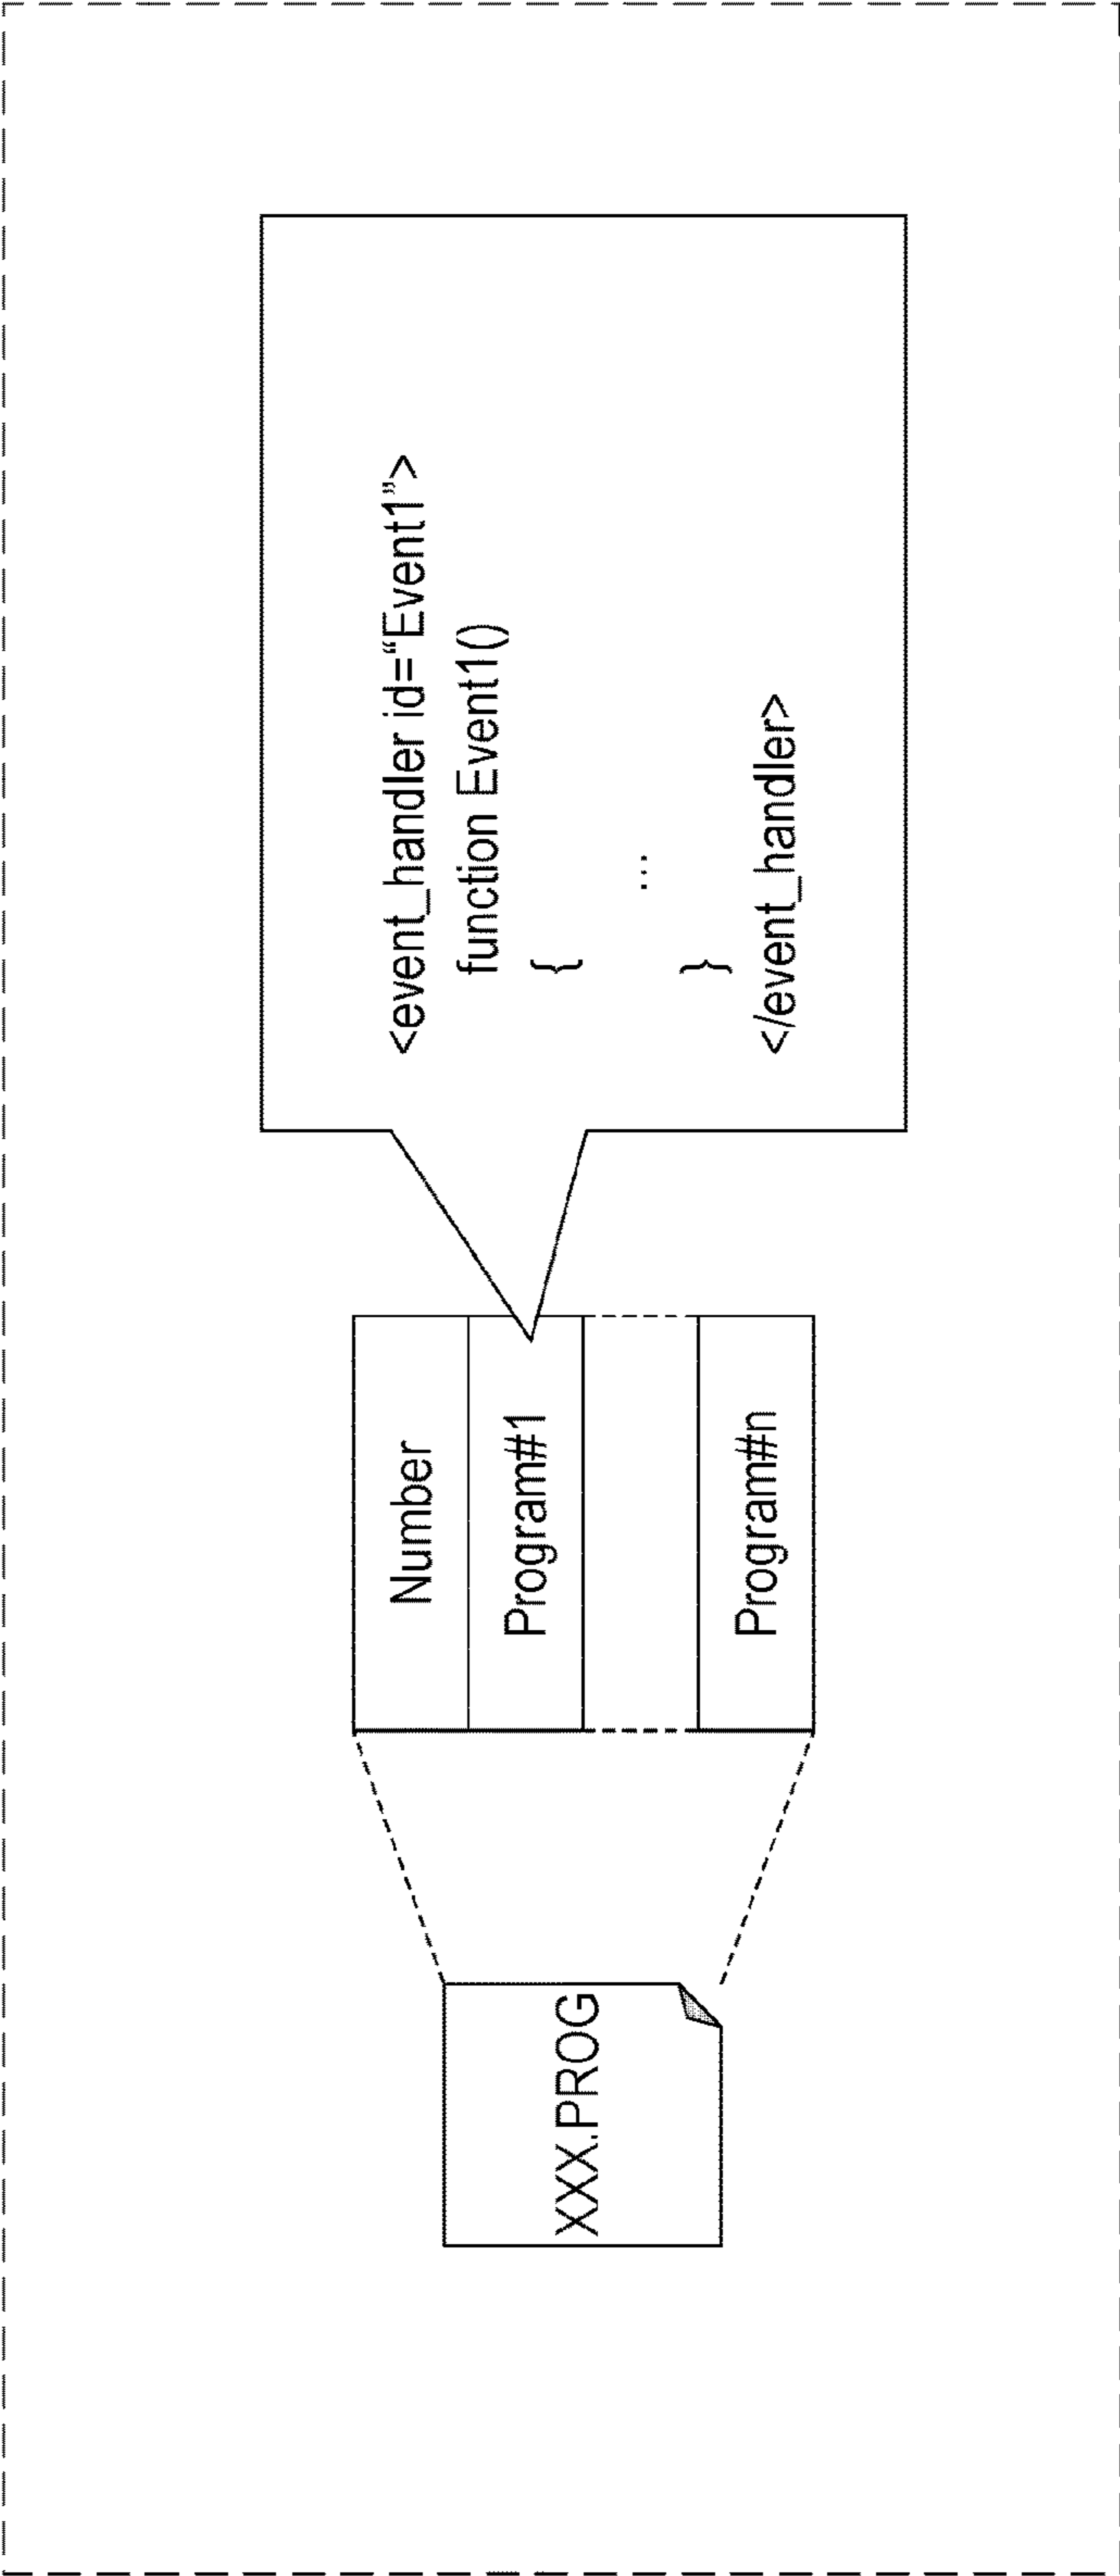 XXX.PROG
Number
Program#1
Program#n
<event_handler id=“Event1”>
function Event1()
{
...
}
</event_handler>